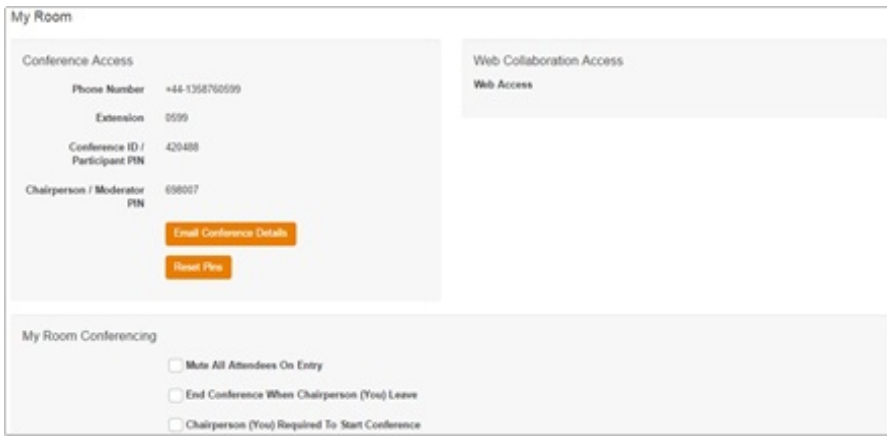 My Room
Conference Access
Phone Number +44-1358760599
Extension 0599
Conference ID /
Participant PIN 420488
Chairperson / Moderator
PIN 698007
Email Conference Details
Reset Pins
Web Collaboration Access
Web Access
My Room Conferencing
Mute All Attendees On Entry
End Conference When Chairperson (You) Leave
Chairperson (You) Required To Start Conference